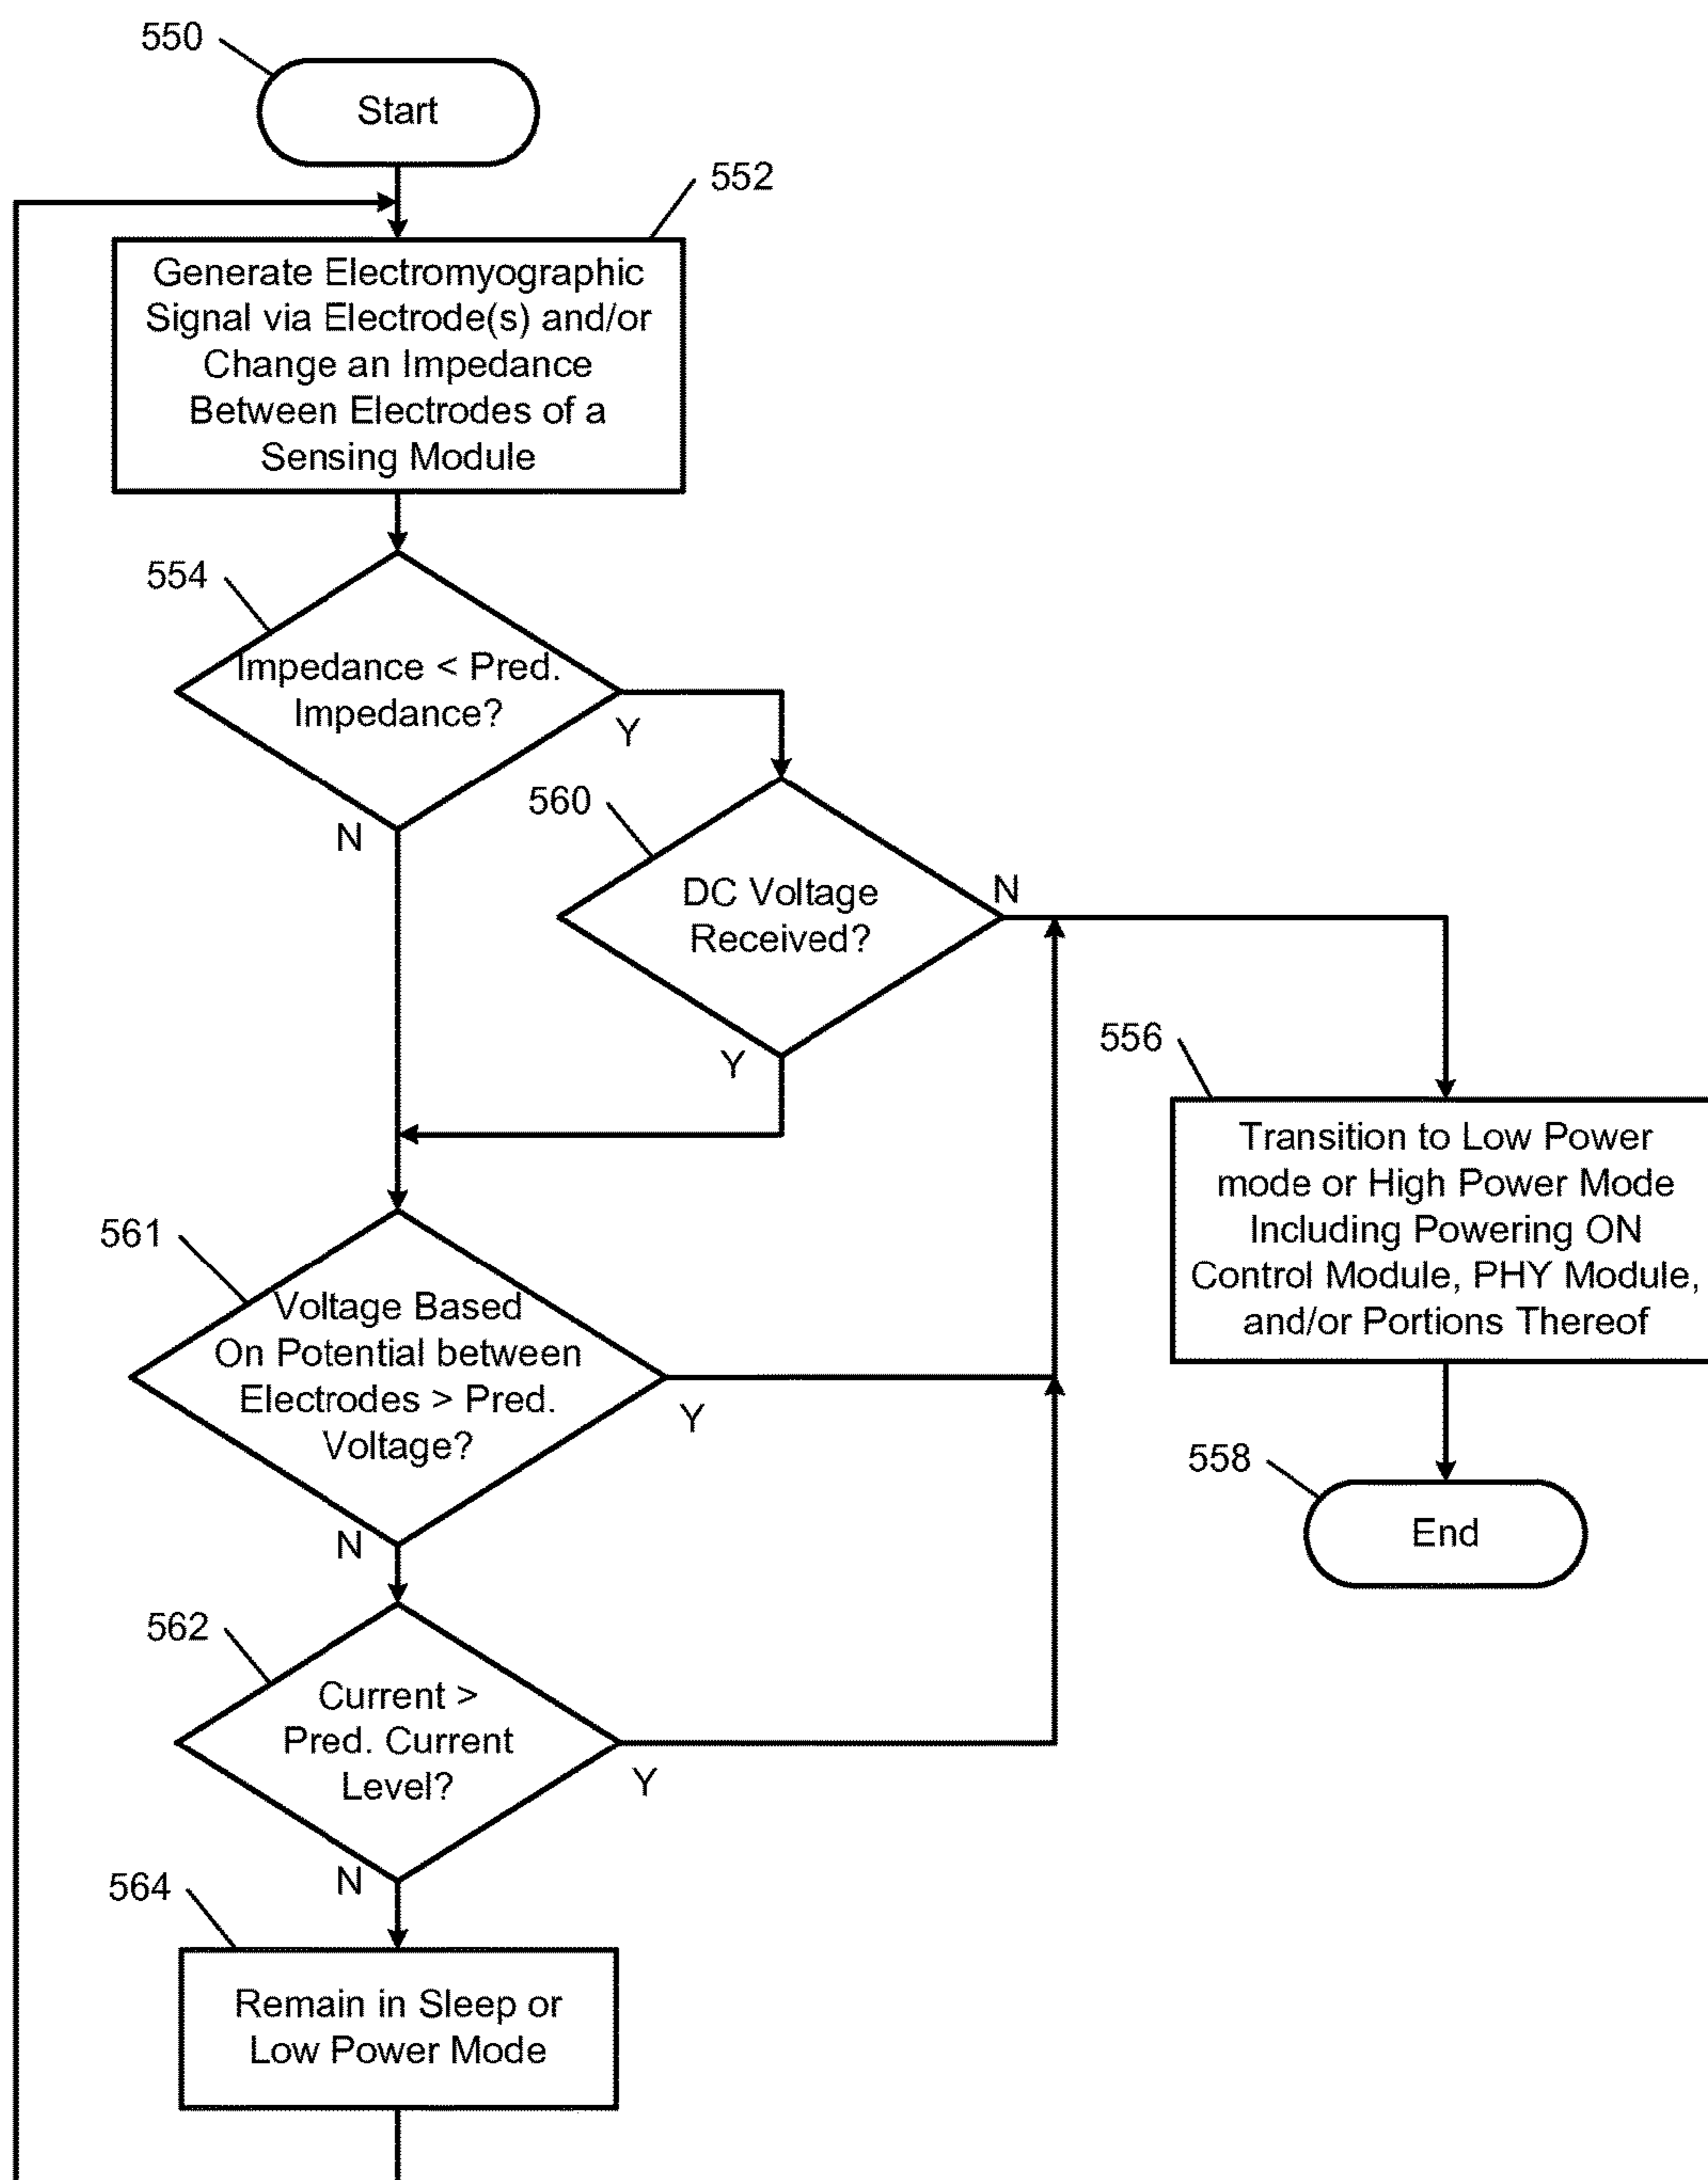 550
Start
552
Generate Electromyographic
Signal via Electrode(s) and/or
Change an Impedance
Between Electrodes of a
Sensing Module
554
Impedance < Pred.
Impedance?
Y
N
560
DC Voltage
Received?
N
Y
556
Transition to Low Power
mode or High Power Mode
Including Powering ON
Control Module, PHY Module,
and/or Portions Thereof
561
Voltage Based
On Potential between
Electrodes > Pred.
Voltage?
Y
N
558
End
562
Current >
Pred. Current
Level?
Y
N
564
Remain in Sleep or
Low Power Mode